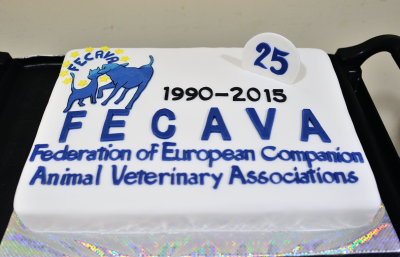 FECAVA
25
1990-2015
FECAVA
Federation of European Companion
Animal Veterinary Associations